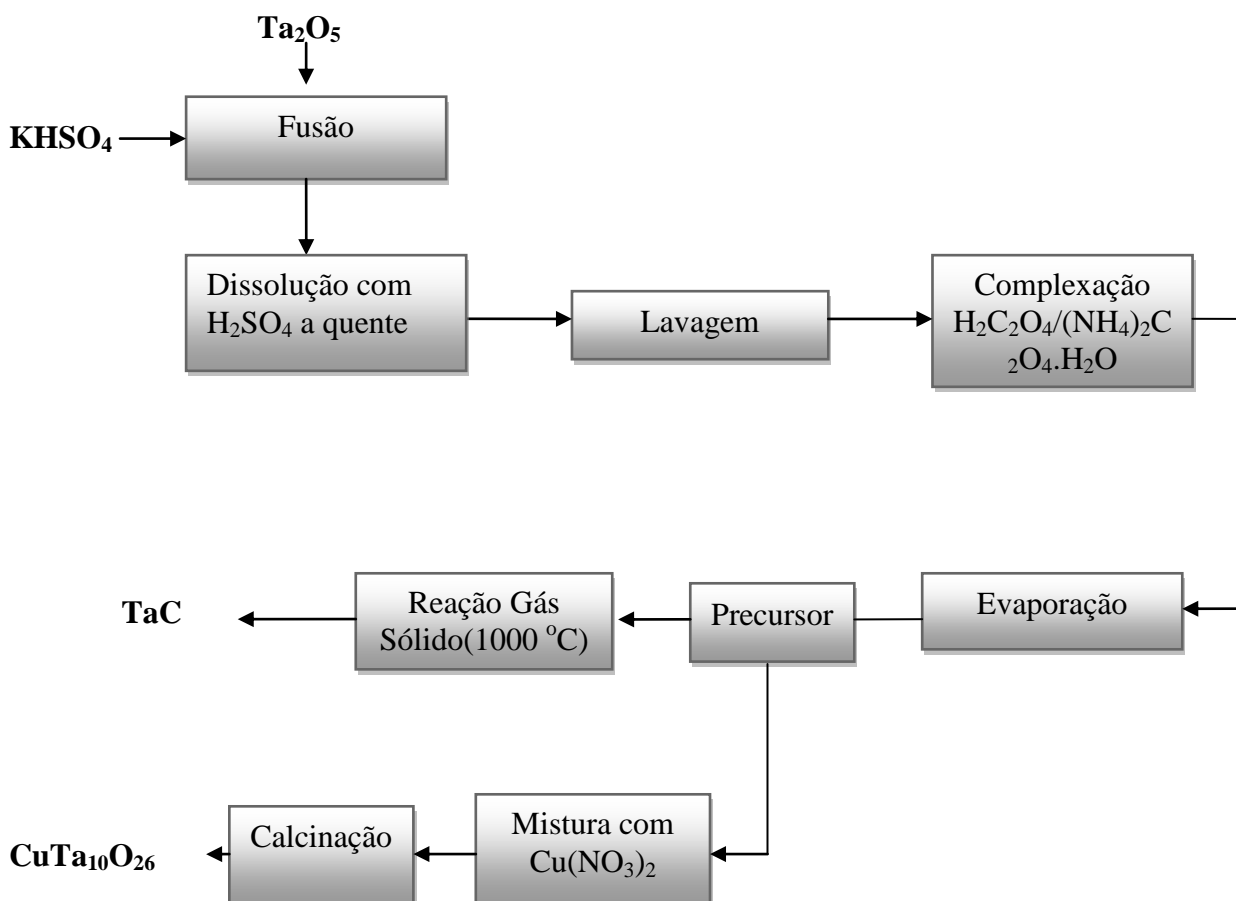 Ta₂O₅
KHSO₄
Fusão
Dissolução com
H₂SO₄ a quente
Lavagem
Complexação
H₂C₂O₄/(NH₄)₂C
₂O₄.H₂O
TaC
Reação Gás
Sólido(1000 ᵒC)
Precursor
Evaporação
CuTa₁₀O₂₆
Calcinação
Mistura com
Cu(NO₃)₂